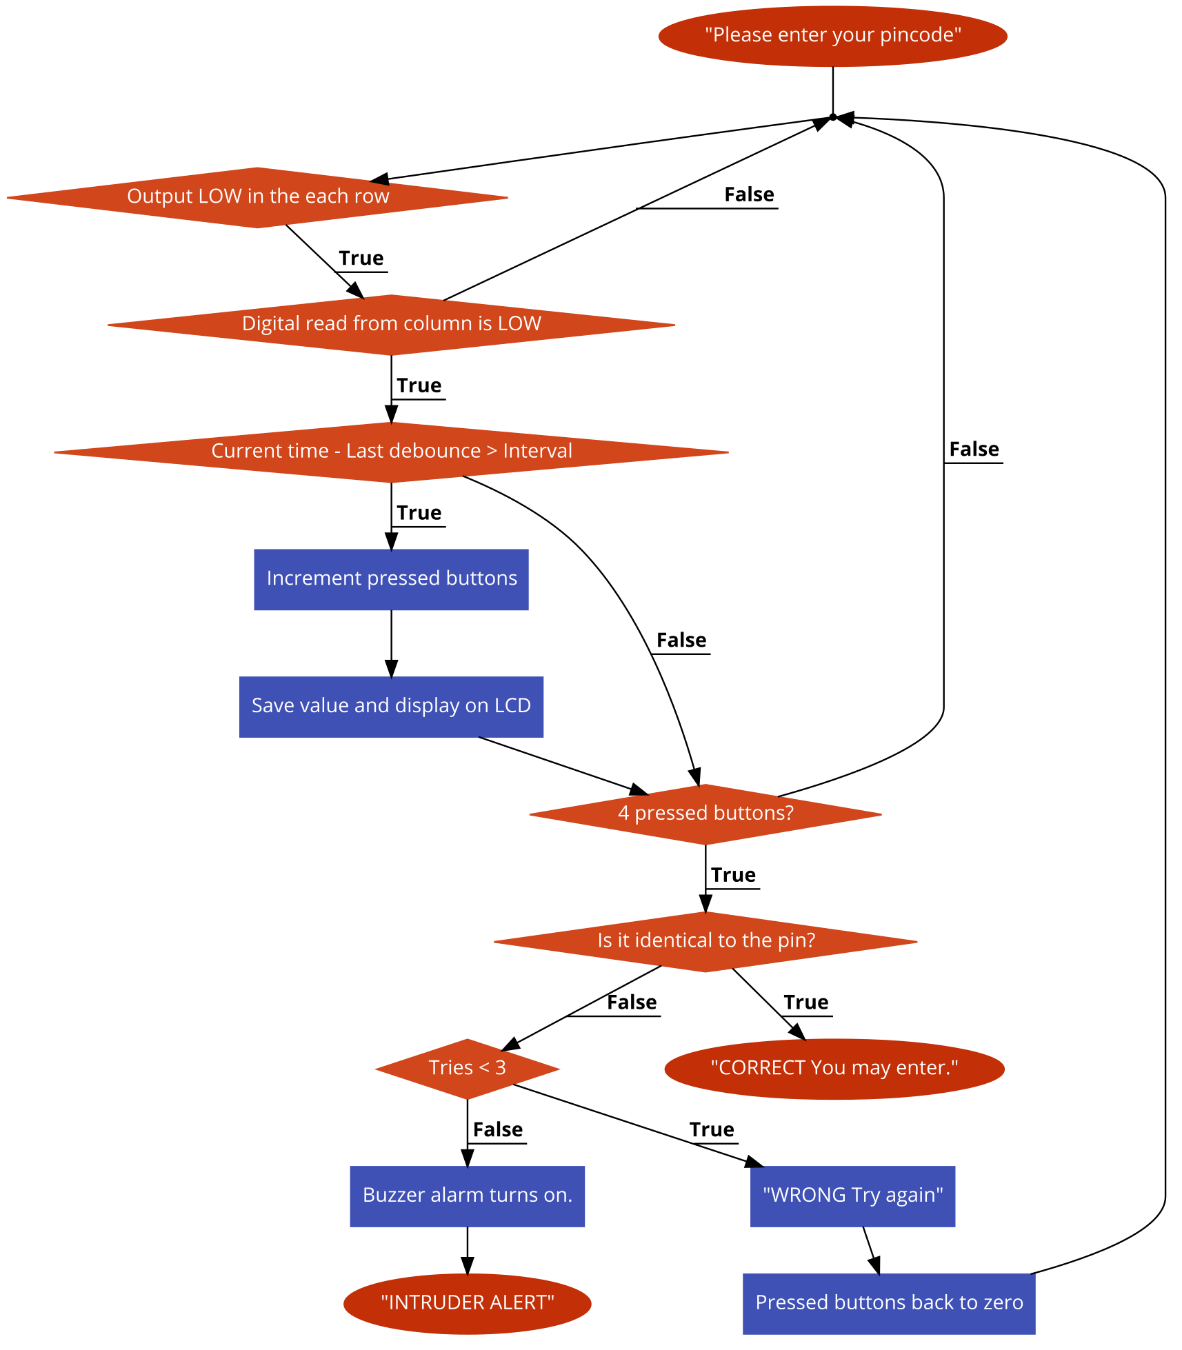 "Please enter your pincode"
Output LOW in the each row
False
True
Digital read from column is LOW
True
Current time - Last debounce > Interval
False
True
Increment pressed buttons
False
Save value and display on LCD
4 pressed buttons?
True
Is it identical to the pin?
False
True
Tries < 3
"CORRECT You may enter."
False
True
Buzzer alarm turns on.
"WRONG Try again"
"INTRUDER ALERT"
Pressed buttons back to zero